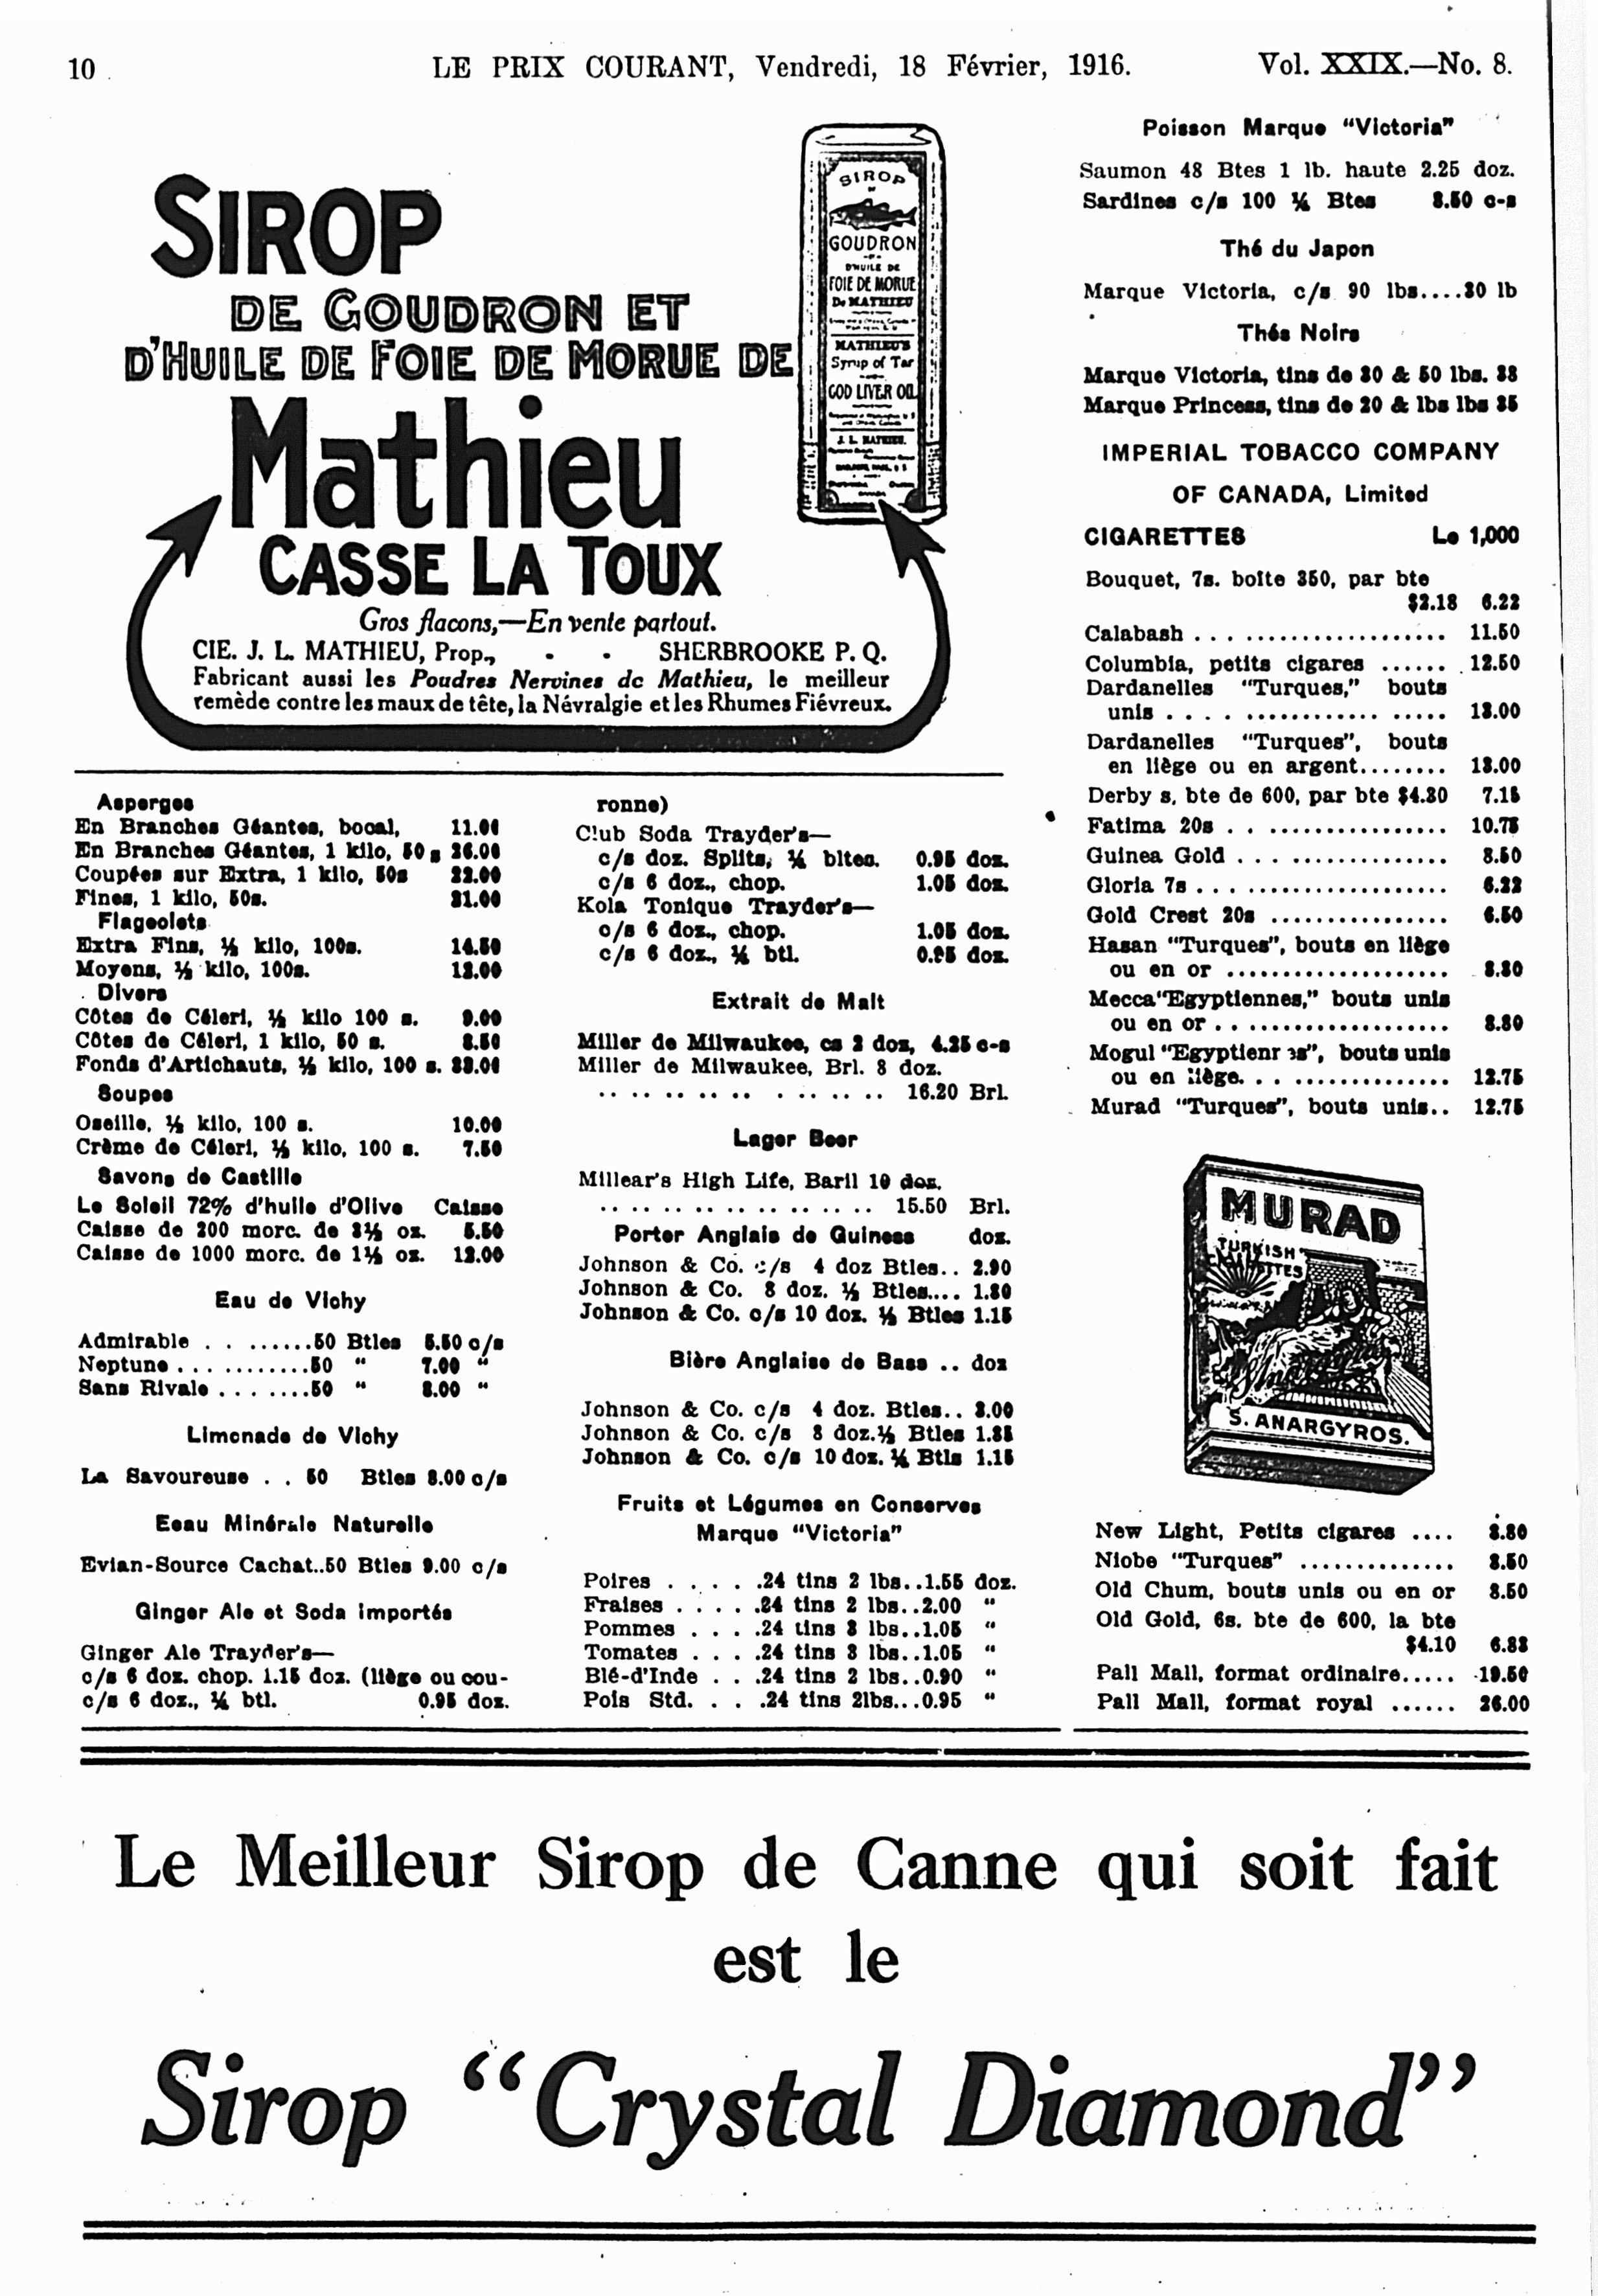 10
LE PRIX COURANT, Vendredi, 18 Février, 1916.
Vol. XXIX.—No. 8.
SIROP
DE GOUDRON ET
D'HUILE DE FOIE DE MORUE DE
Mathieu
CASSE LA TOUX
Gros flacons,—En vente partout.
CIE. J. L. MATHIEU, Prop., - - SHERBROOKE P. Q.
Fabricant aussi les Poudres Nervines de Mathieu, le meilleur
remède contre les maux de tête, la Névralgie et les Rhumes Fiévreux.
SIROP
GOUDRON
D'HUILE DE
FOIE DE MORUE
De MATHIEU
MATHIEU'S
Syrup of Tar
COD LIVER OIL
J. L. MATHIEU.
Asperges
En Branches Géantes, bocal, 11.00
En Branches Géantes, 1 kilo, 50 s 26.00
Coupées sur Extra, 1 kilo, 50s 22.00
Fines, 1 kilo, 50s. 21.00
Flageolets
Extra Fins, ½ kilo, 100s. 14.50
Moyens, ½ kilo, 100s. 12.00
Divers
Côtes de Céleri, ½ kilo 100 s. 9.00
Côtes de Céleri, 1 kilo, 50 s. 8.50
Fonds d'Artichauts, ½ kilo, 100 s.
Soupes
Oseille, ½ kilo, 100 s. 10.00
Crème de Céleri, ½ kilo, 100 s. 7.50
Savons de Castille
Le Soleil 72% d'huile d'Olive Caisse
Caisse de 200 morc. de 3½ oz. 5.50
Caisse de 1000 morc. de 1½ oz. 12.00
Eau de Vichy
Admirable . . ......50 Btles 5.50 c/s
Neptune . . . .........50 " 7.00 "
Sans Rivale . . . .....50 " 8.00 "
Limonade de Vichy
La Savoureuse . . 50 Btles 8.00 c/s
Eeau Minérale Naturelle
Evian-Source Cachat..50 Btles 9.00 c/s
Ginger Ale et Soda importés
Ginger Ale Trayder's—
c/s 6 doz. chop. 1.15 doz. (liège ou cou-
c/s 6 doz., ¼ btl. 0.95 doz.
ronne)
Club Soda Trayder's—
c/s doz. Splits, ¼ bltes. 0.95 doz.
c/s 6 doz., chop. 1.05 doz.
Kola Tonique Trayder's—
c/s 6 doz., chop. 1.05 doz.
c/s 6 doz., ¼ btl. 0.95 doz.
Extrait de Malt
Miller de Milwaukee, cs 2 doz, 4.25 c-s
Miller de Milwaukee, Brl. 8 doz.
.. .. .. .. .. . .. .. .. .. 16.20 Brl.
Lager Beer
Millear's High Life, Baril 10 doz.
.. .. .. .. .. .. .. .. .. 15.50 Brl.
Porter Anglais de Guiness doz.
Johnson & Co. c/s 4 doz Btles.. 2.90
Johnson & Co. 8 doz. ½ Btles.... 1.80
Johnson & Co. c/s 10 doz. ½ Btles 1.15
Bière Anglaise de Bass .. doz
Johnson & Co. c/s 4 doz. Btles.. 3.00
Johnson & Co. c/s 8 doz. ½ Btles 1.85
Johnson & Co. c/s 10 doz. ¼ Btls 1.15
Fruits et Légumes en Conserves
Marque "Victoria"
Poires . . . . .24 tins 2 lbs..1.55 doz.
Fraises . . . . .24 tins 2 lbs..2.00 "
Pommes . . . .24 tins 3 lbs..1.05 "
Tomates . . . .24 tins 3 lbs..1.05 "
Blé-d'Inde . . .24 tins 2 lbs..0.90 "
Pois Std. . . .24 tins 2lbs...0.95 "
Poisson Marque "Victoria"
Saumon 48 Btes 1 lb. haute 2.25 doz.
Sardines c/s 100 ¼ Btes 8.50 c-s
Thé du Japon
Marque Victoria, c/s 90 lbs....30 lb
Thés Noirs
Marque Victoria, tins de 30 & 50 lbs. 38
Marque Princess, tins de 20 & lbs lbs 35
IMPERIAL TOBACCO COMPANY
OF CANADA, Limited
CIGARETTES Le 1,000
Bouquet, 7s. boite 350, par bte
$2.18 6.22
Calabash . . . ................... 11.50
Columbia, petits cigares ...... 12.50
Dardanelles "Turques," bouts
unis . . . . ............ ..... 13.00
Dardanelles "Turques", bouts
en liège ou en argent........ 13.00
Derby s, bte de 600, par bte $4.30 7.15
Fatima 20s . . ................ 10.75
Guinea Gold . . . ............... 8.50
Gloria 7s . . . ................... 6.22
Gold Crest 20s ................ 6.50
Hasan "Turques", bouts en liège
ou en or ..................... 8.80
Mecca "Egyptiennes," bouts unis
ou en or . . .................. 8.80
Mogul "Egyptiennes", bouts unis
ou en liège. . . ............... 12.75
Murad "Turques", bouts unis.. 12.75
MURAD
TURKISH
CIGARETTES
S. ANARGYROS.
New Light, Petits cigares .... 8.80
Niobe "Turques" .............. 8.50
Old Chum, bouts unis ou en or 8.50
Old Gold, 6s. bte de 600, la bte
$4.10 6.83
Pall Mall, format ordinaire..... 19.50
Pall Mall, format royal ...... 26.00
Le Meilleur Sirop de Canne qui soit fait
est le
Sirop "Crystal Diamond"